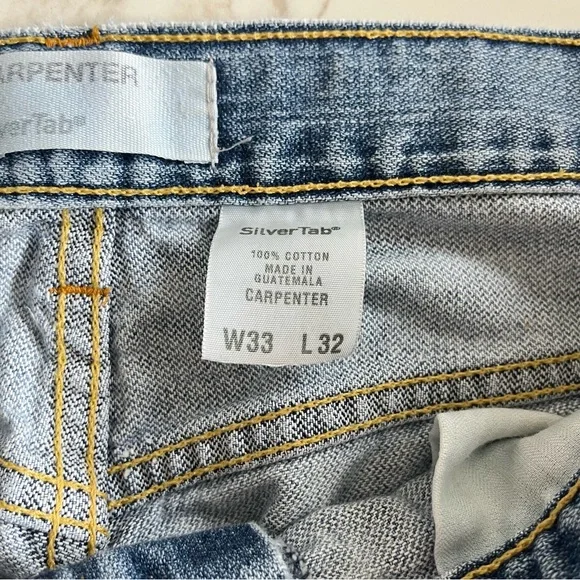 CARPENTER
SilverTab®
SilverTab®
100% COTTON
MADE IN
GUATEMALA
CARPENTER
W33 L32